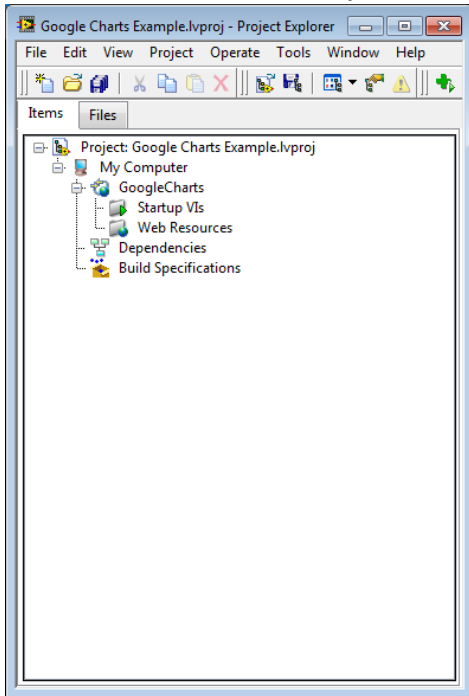 Google Charts Example.lvproj - Project Explorer
File Edit View Project Operate Tools Window Help
Items Files
Project: Google Charts Example.lvproj
My Computer
GoogleCharts
Startup VIs
Web Resources
Dependencies
Build Specifications